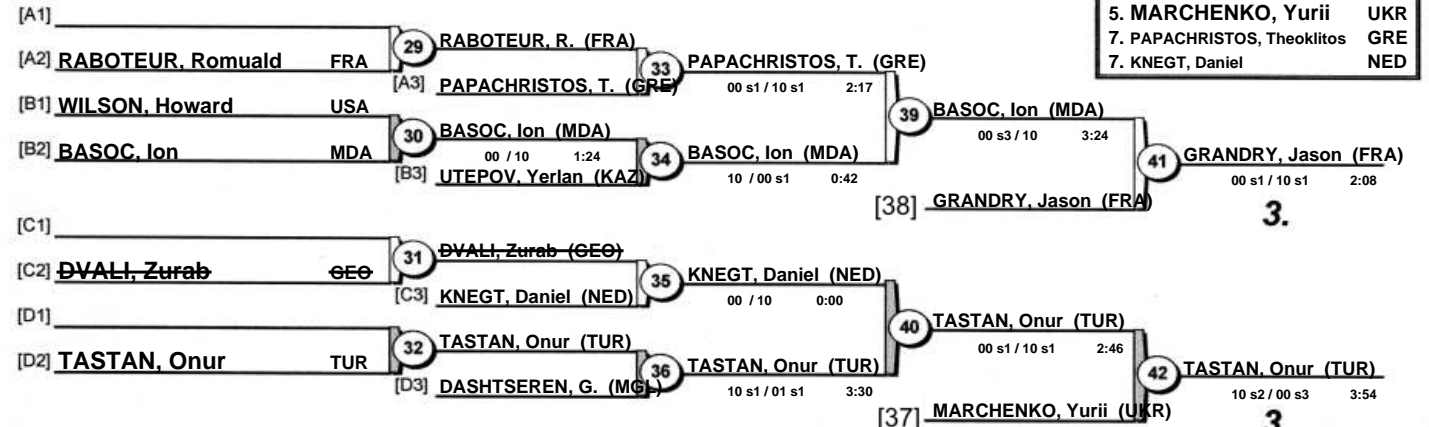 [A1]
5. MARCHENKO, Yurii UKR
7. PAPACHRISTOS, Theoklitos GRE
7. KNEGT, Daniel NED
[A2] RABOTEUR, Romuald FRA
29 RABOTEUR, R. (FRA)
[A3] PAPACHRISTOS, T. (GRE)
33 PAPACHRISTOS, T. (GRE)
00 s1 / 10 s1 2:17
[B1] WILSON, Howard USA
[B2] BASOC, Ion MDA
30 BASOC, Ion (MDA)
00 / 10 1:24
[B3] UTEPOV, Yerlan (KAZ)
34 BASOC, Ion (MDA)
10 / 00 s1 0:42
39 BASOC, Ion (MDA)
00 s3 / 10 3:24
[38] GRANDRY, Jason (FRA)
41 GRANDRY, Jason (FRA)
00 s1 / 10 s1 2:08
3.
[C1]
[C2] DVALI, Zurab GEO
31 DVALI, Zurab (GEO)
[C3] KNEGT, Daniel (NED)
35 KNEGT, Daniel (NED)
00 / 10 0:00
[D1]
[D2] TASTAN, Onur TUR
32 TASTAN, Onur (TUR)
[D3] DASHTSEREN, G. (MGL)
36 TASTAN, Onur (TUR)
10 s1 / 01 s1 3:30
40 TASTAN, Onur (TUR)
00 s1 / 10 s1 2:46
[37] MARCHENKO, Yurii (UKR)
42 TASTAN, Onur (TUR)
10 s2 / 00 s3 3:54
3